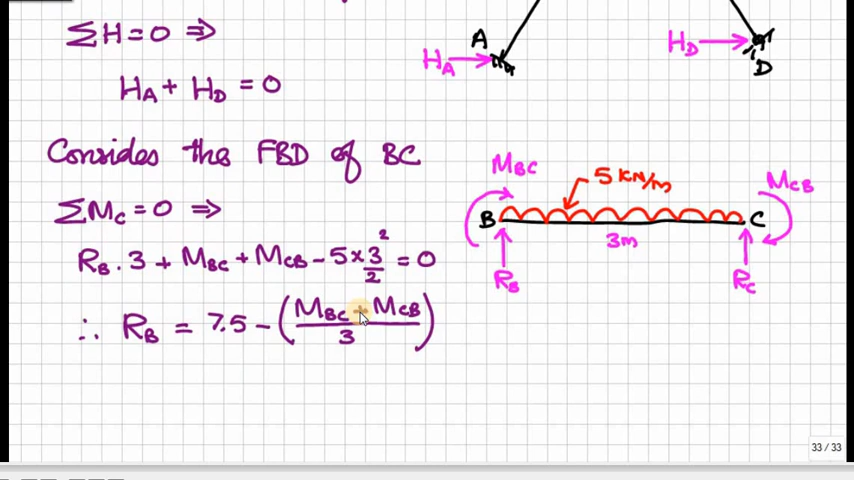 ΣH = 0 ⇒
A
H_A
H_D
D
H_A + H_D = 0
Consides the FBD of BC
M_BC
5 KN/m
M_CB
ΣM_C = 0 ⇒
B
C
3m
R_B . 3 + M_BC + M_CB - 5 × 3²/2 = 0
R_B
R_C
∴ R_B = 7.5 - (M_BC + M_CB / 3)
33 / 33